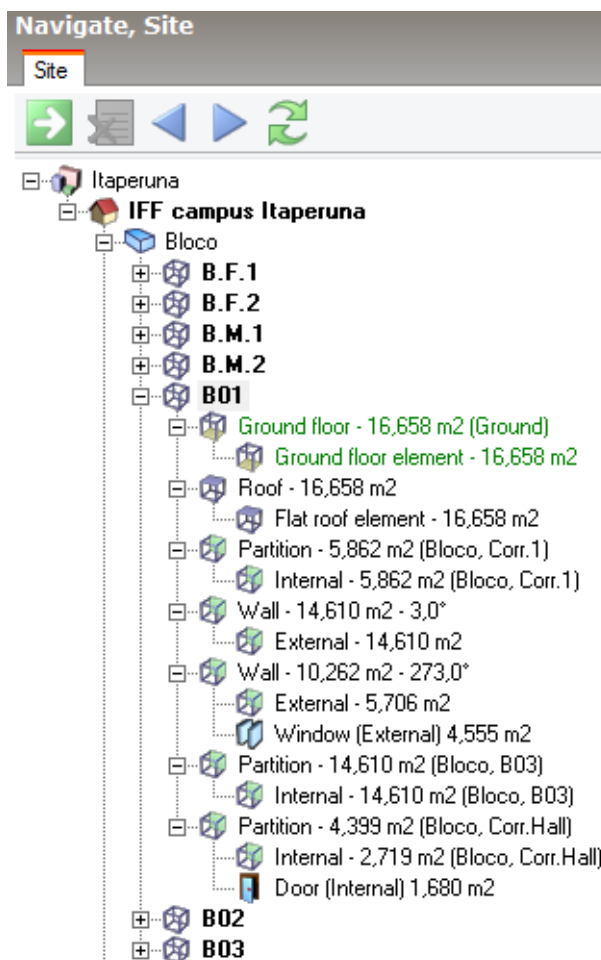 Navigate, Site
Site
Itaperuna
IFF campus Itaperuna
Bloco
B.F.1
B.F.2
B.M.1
B.M.2
B01
Ground floor - 16,658 m2 (Ground)
Ground floor element - 16,658 m2
Roof - 16,658 m2
Flat roof element - 16,658 m2
Partition - 5,862 m2 (Bloco, Corr.1)
Internal - 5,862 m2 (Bloco, Corr.1)
Wall - 14,610 m2 - 3,0°
External - 14,610 m2
Wall - 10,262 m2 - 273,0°
External - 5,706 m2
Window (External) 4,555 m2
Partition - 14,610 m2 (Bloco, B03)
Internal - 14,610 m2 (Bloco, B03)
Partition - 4,399 m2 (Bloco, Corr.Hall)
Internal - 2,719 m2 (Bloco, Corr.Hall)
Door (Internal) 1,680 m2
B02
B03